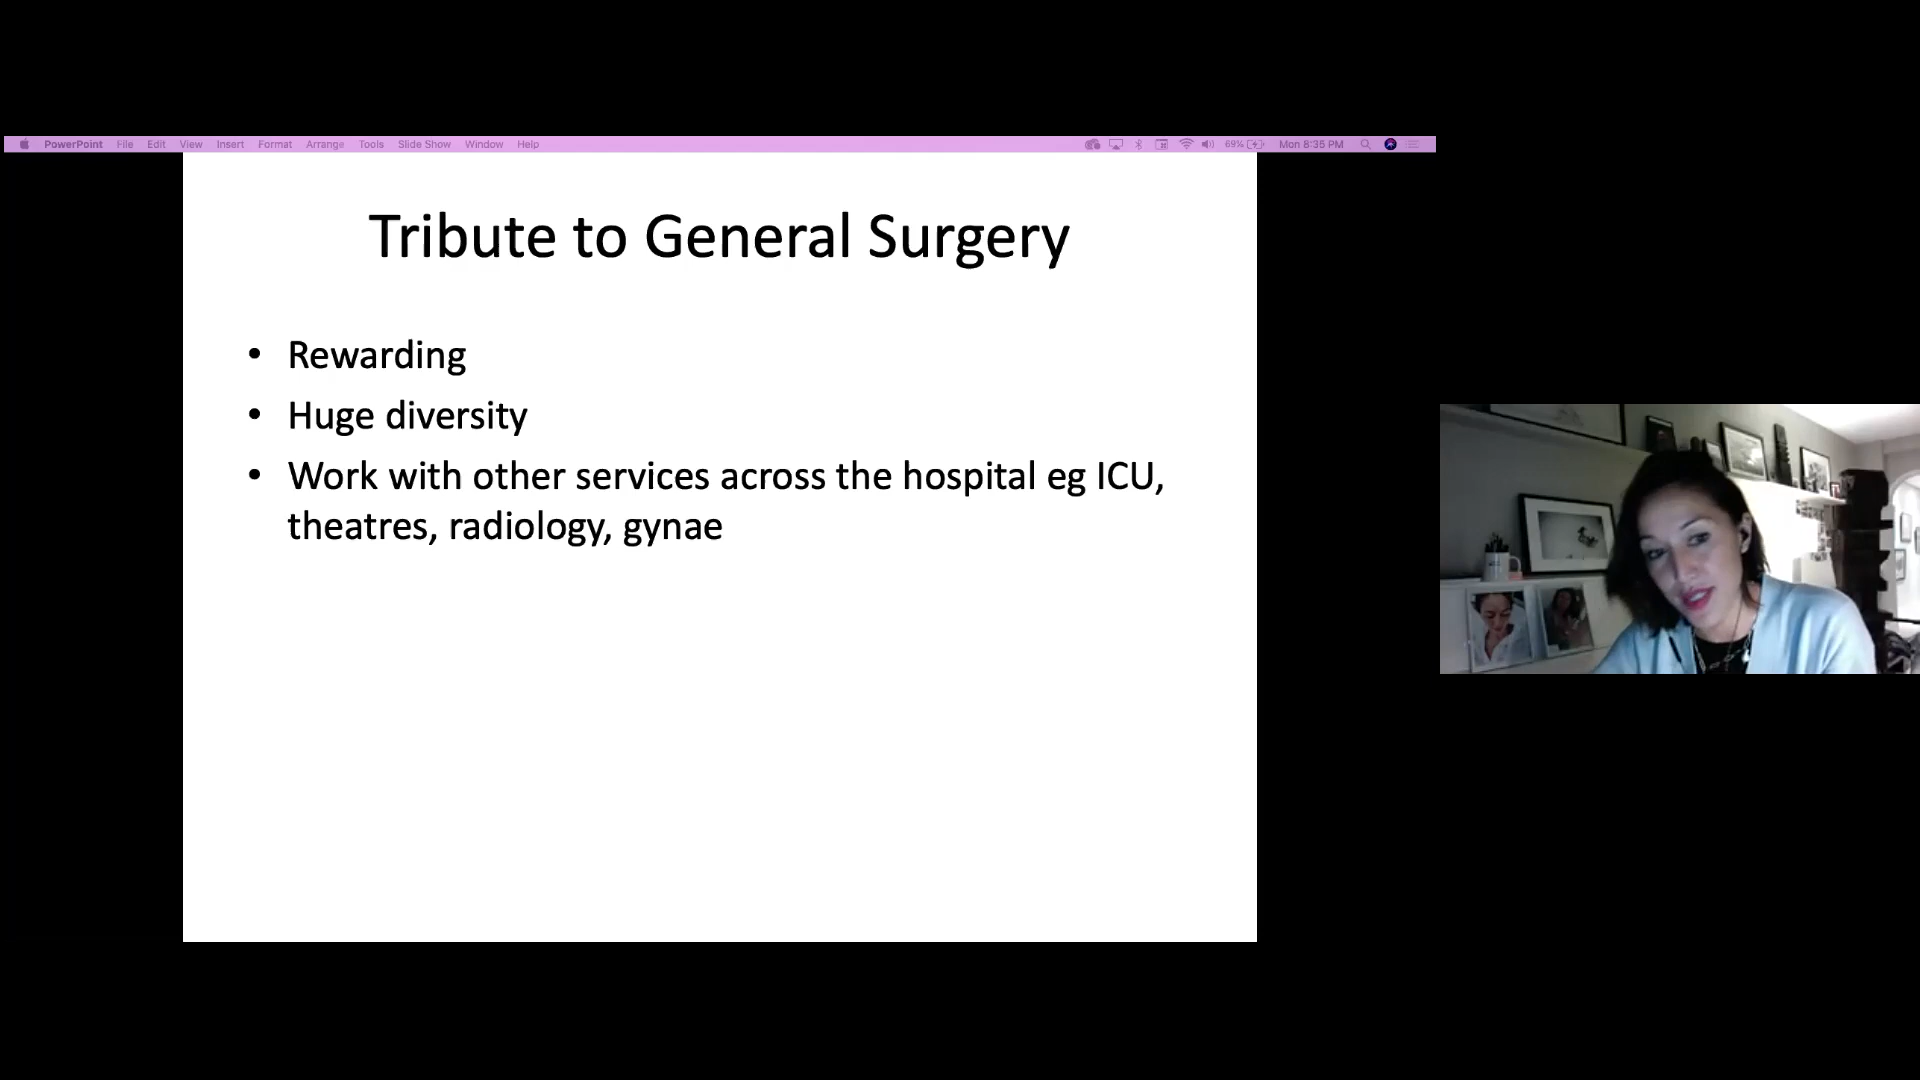 PowerPoint File Edit View Insert Format Arrange Tools Slide Show Window Help 69% Mon 8:35 PM
Tribute to General Surgery
• Rewarding
• Huge diversity
• Work with other services across the hospital eg ICU,
theatres, radiology, gynae